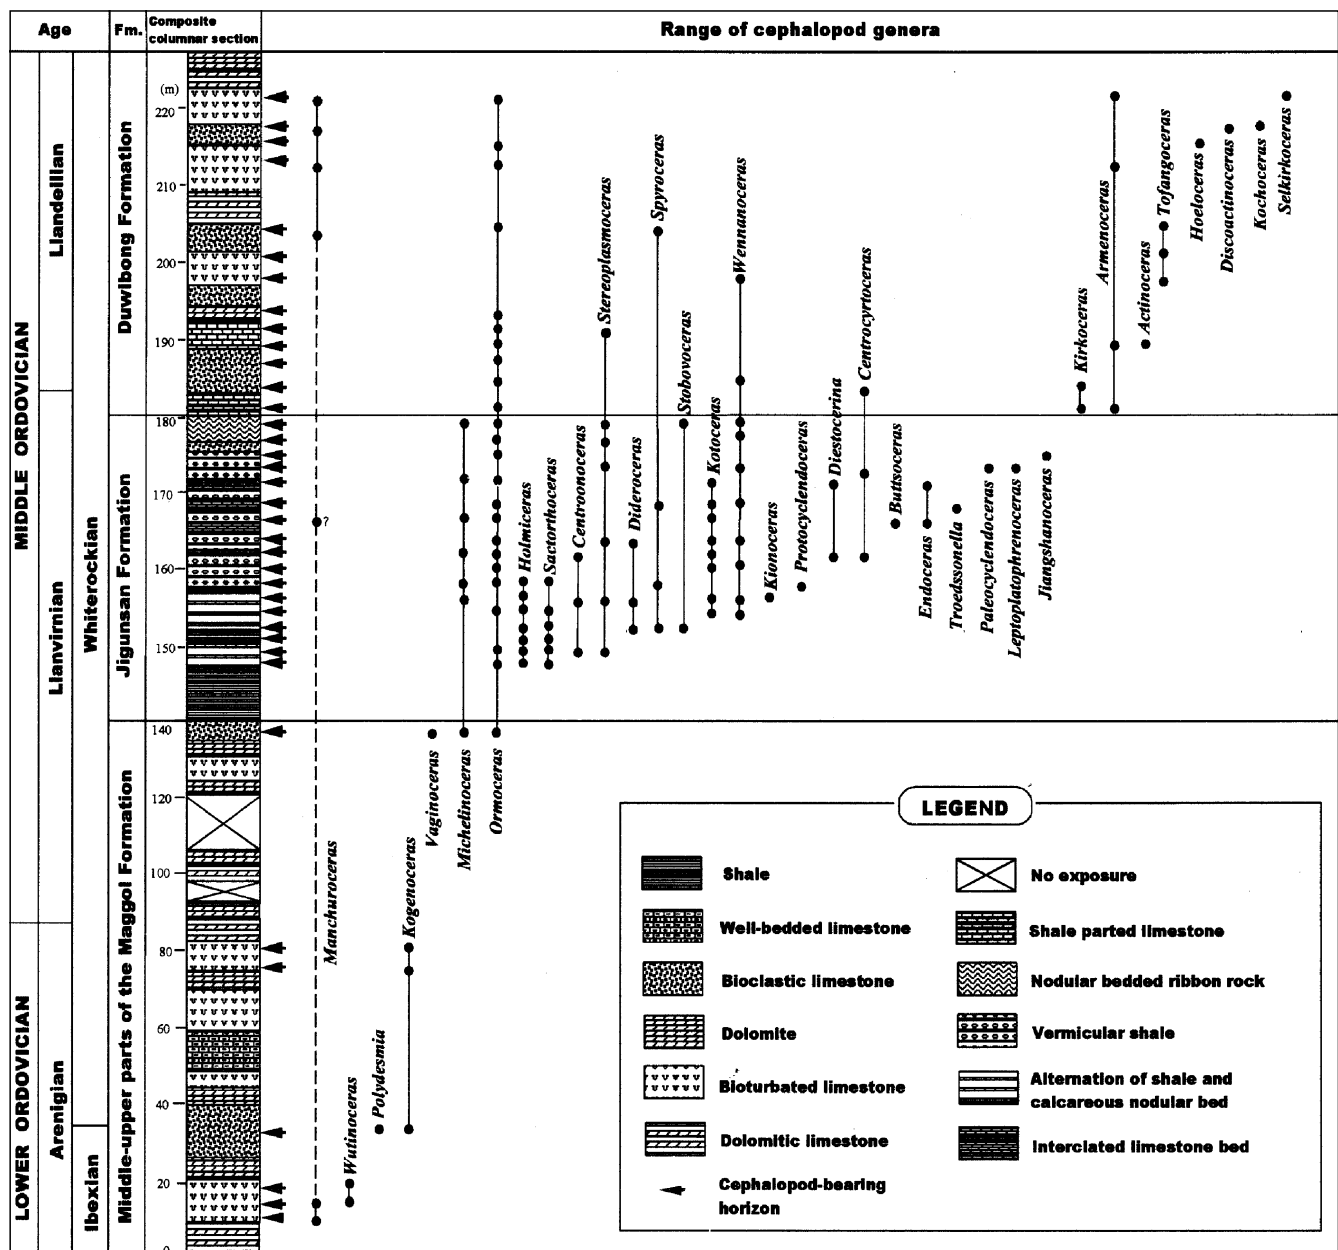 Age
Fm.
Composite
columnar section
Range of cephalopod genera
MIDDLE ORDOVICIAN
LOWER ORDOVICIAN
Llandeilian
Llanvirnian
Arenigian
Whiterockian
Ibexian
Duwibong Formation
Jigunsan Formation
Middle-upper parts of the Maggol Formation
(m)
220
210
200
190
180
170
160
150
140
120
100
80
60
40
20
0
?
Manchuroceras
Wutinoceras
Polydesmia
Kogenoceras
Vaginoceras
Michelinoceras
Ormoceras
Holmiceras
Sactorthoceras
Centroonoceras
Stereoplasmoceras
Dideroceras
Spyroceras
Stobovoceras
Kotoceras
Wennanoceras
Kionoceras
Protocyclendoceras
Diestocerina
Centrocyrtoceras
Buttsoceras
Endoceras
Troedssonella
Paleocyclendoceras
Leptoplatophrenoceras
Jiangshanoceras
Kirkoceras
Armenoceras
Actinoceras
Tofangoceras
Hoeloceras
Discoactinoceras
Kochoceras
Selkirkoceras
LEGEND
Shale
Well-bedded limestone
Bioclastic limestone
Dolomite
Bioturbated limestone
Dolomitic limestone
Cephalopod-bearing
horizon
No exposure
Shale parted limestone
Nodular bedded ribbon rock
Vermicular shale
Alternation of shale and
calcareous nodular bed
Interclated limestone bed